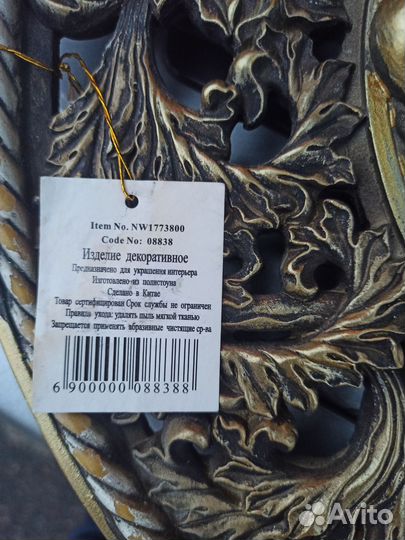 Item No. NW1773800
Code No: 08838
Изделие декоративное
Предназначено для украшения интерьера
Изготовлено из полистоуна
Сделано в Китае
Товар сертифицирован Срок службы не ограничен
Правила ухода: удалять пыль мягкой тканью
Запрещается применять абразивные чистящие ср-ва
6 900000 088388
Avito